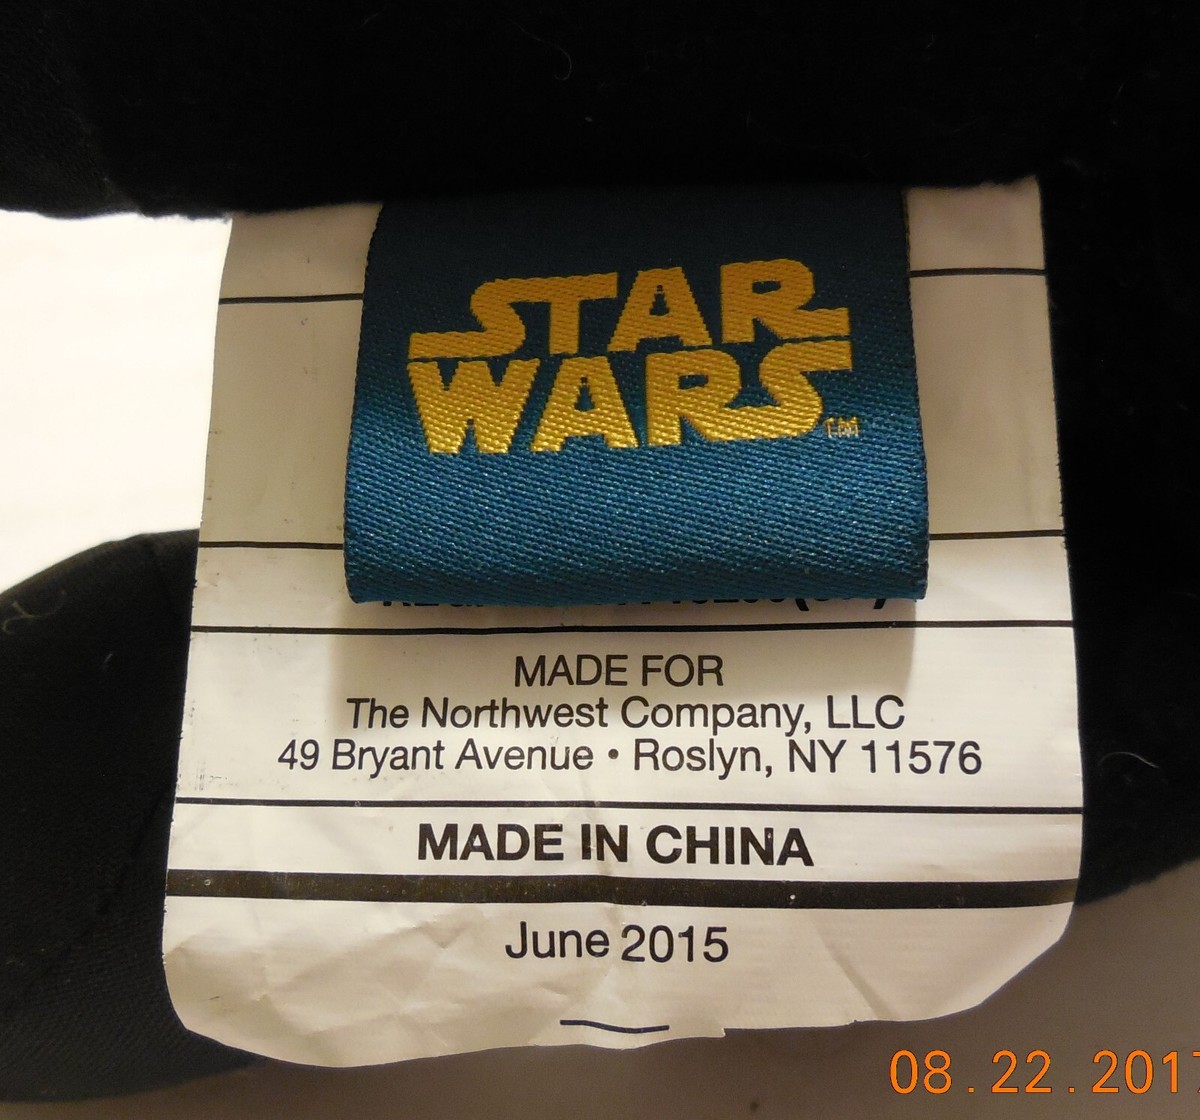 STAR
WARS
TM
MADE FOR
The Northwest Company, LLC
49 Bryant Avenue • Roslyn, NY 11576
MADE IN CHINA
June 2015
08.22.2017